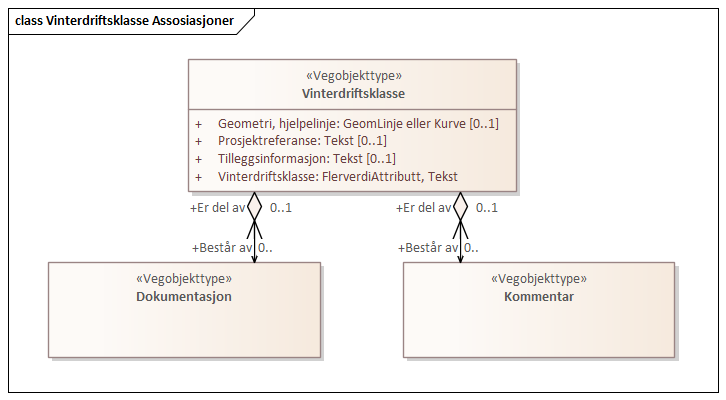 class Vinterdriftsklasse Assosiasjoner
«Vegobjekttype»
Vinterdriftsklasse
+ Geometri, hjelpelinje: GeomLinje eller Kurve [0..1]
+ Prosjektreferanse: Tekst [0..1]
+ Tilleggsinformasjon: Tekst [0..1]
+ Vinterdriftsklasse: FlerverdiAttributt, Tekst
+Er del av 0..1 +Er del av 0..1
+Består av 0.. +Består av 0..
«Vegobjekttype» «Vegobjekttype»
Dokumentasjon Kommentar